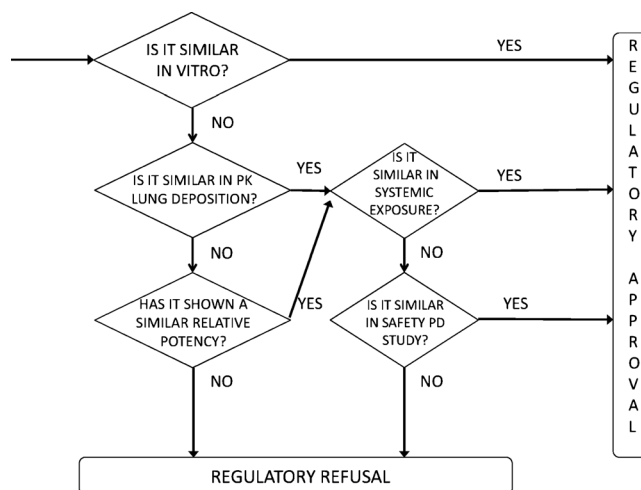 IS IT SIMILAR
IN VITRO?
YES
NO
IS IT SIMILAR IN PK
LUNG DEPOSITION?
YES
IS IT
SIMILAR IN
SYSTEMIC
EXPOSURE?
YES
NO
NO
HAS IT SHOWN A
SIMILAR RELATIVE
POTENCY?
YES
IS IT SIMILAR
IN SAFETY PD
STUDY?
YES
NO
NO
REGULATORY REFUSAL
REGULATORY APPROVAL